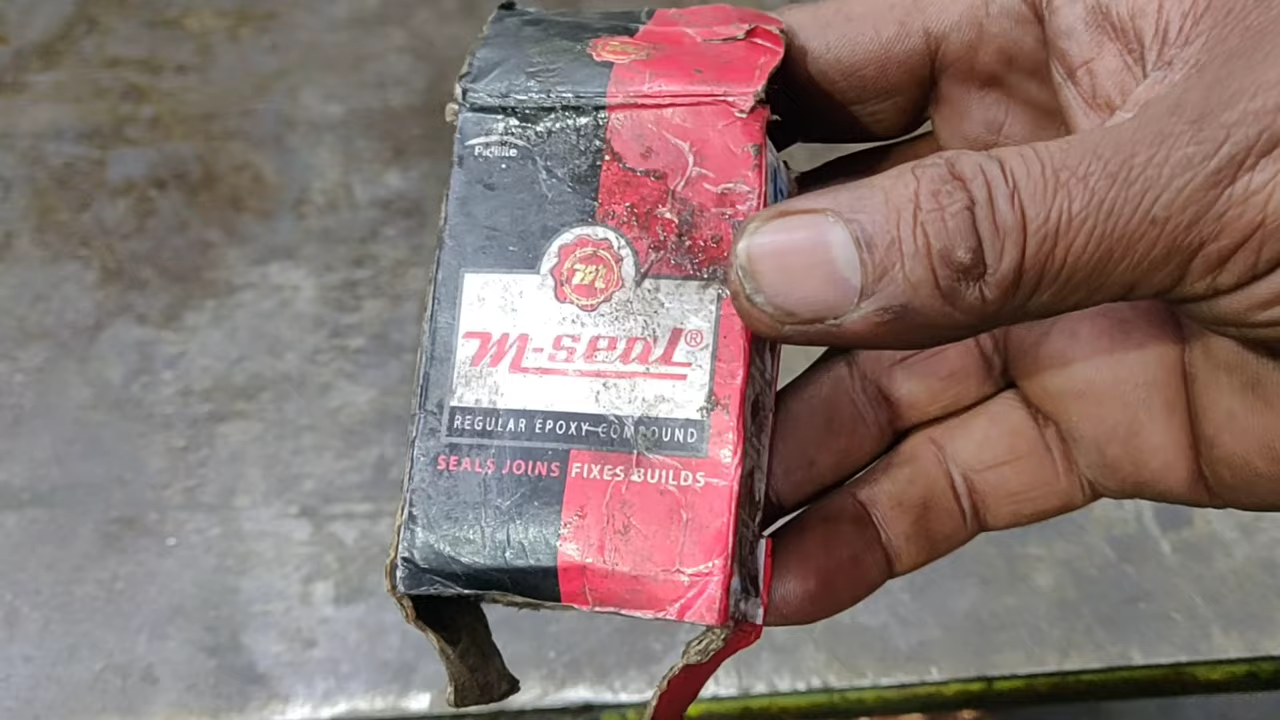 Pidilite
M-seal®
REGULAR EPOXY COMPOUND
SEALS JOINS FIXES BUILDS